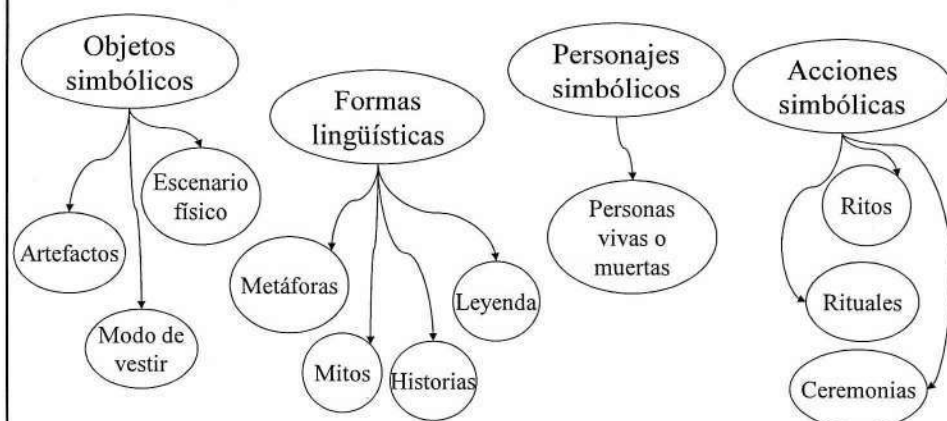 Objetos
simbólicos
Artefactos
Modo de
vestir
Escenario
físico
Formas
lingüísticas
Metáforas
Mitos
Historias
Leyenda
Personajes
simbólicos
Personas
vivas o
muertas
Acciones
simbólicas
Ritos
Rituales
Ceremonias